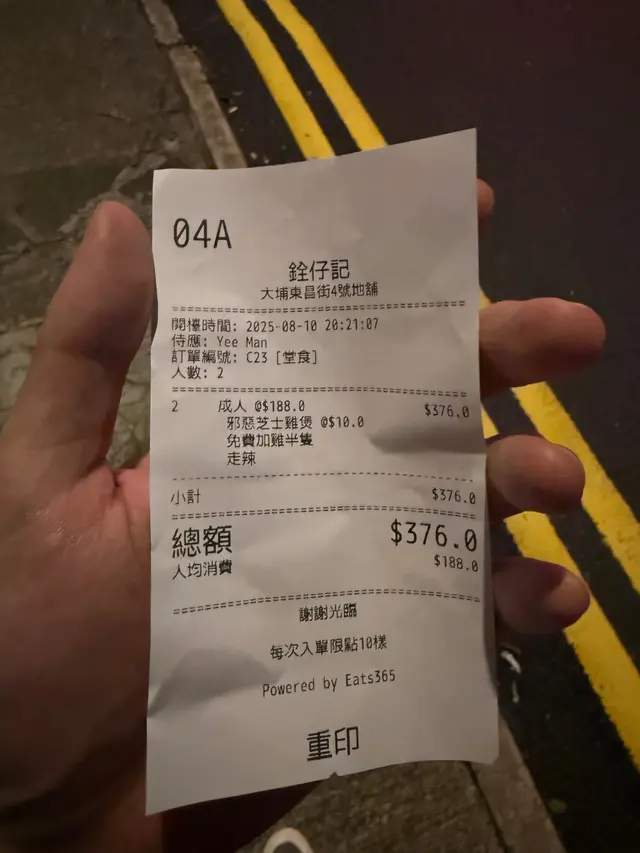 04A
銓仔記
大埔東昌街4號地舖
開檯時間: 2025-08-10 20:21:07
侍應: Yee Man
訂單編號: C23 [堂食]
人數: 2
2 成人 @$188.0 $376.0
邪惡芝士雞煲 @$10.0
免費加雞半隻
走辣
小計 $376.0
總額 $376.0
人均消費 $188.0
謝謝光臨
每次入單限點10樣
Powered by Eats365
重印